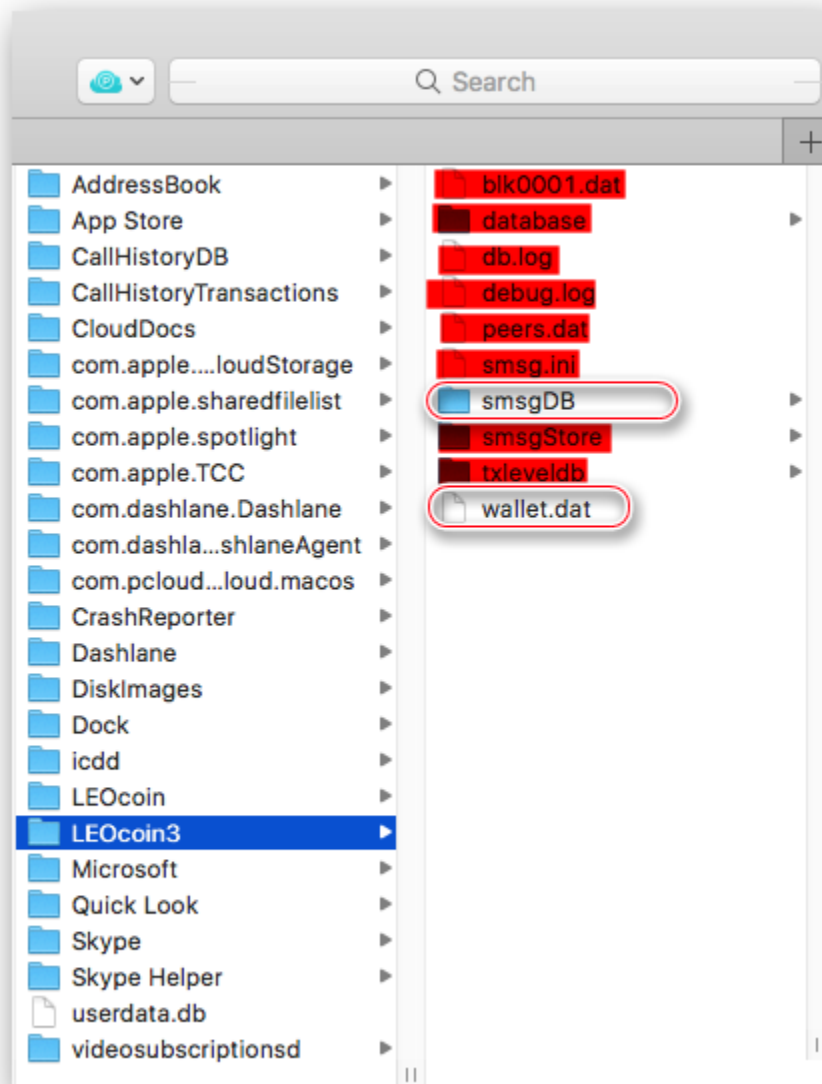 Search
AddressBook
App Store
CallHistoryDB
CallHistoryTransactions
CloudDocs
com.apple....loudStorage
com.apple.sharedfilelist
com.apple.spotlight
com.apple.TCC
com.dashlane.Dashlane
com.dashla...shlaneAgent
com.pcloud...loud.macos
CrashReporter
Dashlane
DiskImages
Dock
icdd
LEOcoin
LEOcoin3
Microsoft
Quick Look
Skype
Skype Helper
userdata.db
videosubscriptionsd
blk0001.dat
database
db.log
debug.log
peers.dat
smsg.ini
smsgDB
smsgStore
txleveldb
wallet.dat